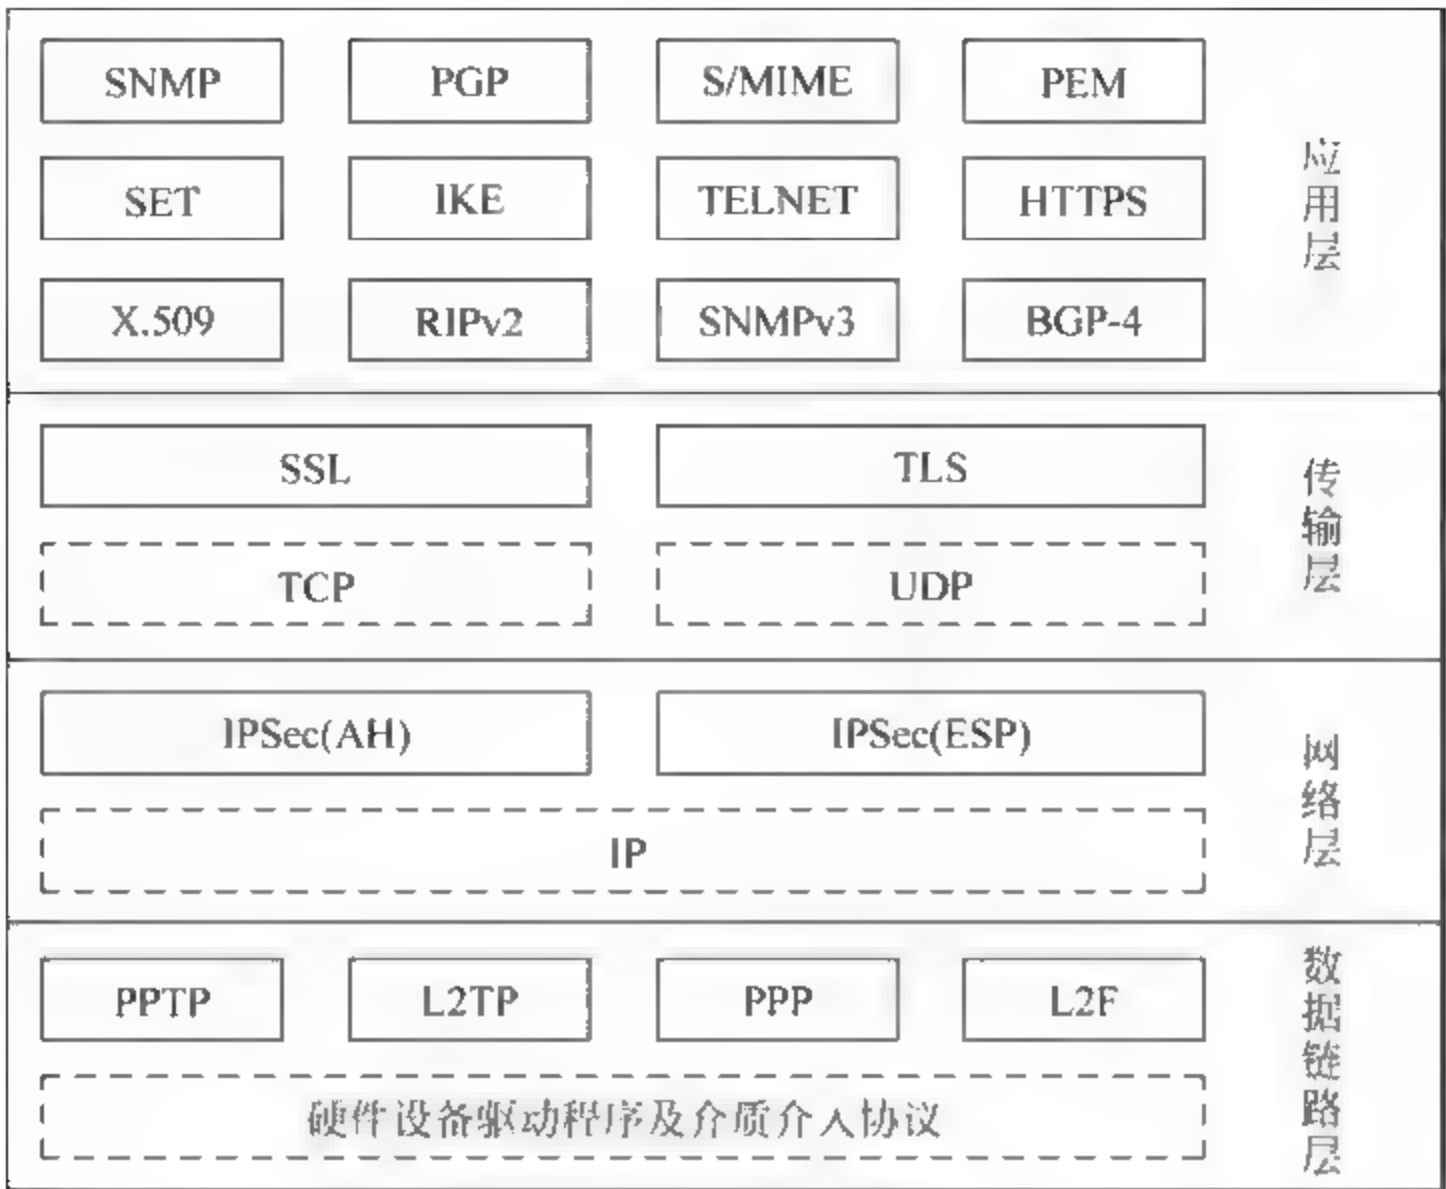 SNMP PGP S/MIME PEM
SET IKE TELNET HTTPS
X.509 RIPv2 SNMPv3 BGP-4
应用层
SSL TLS
TCP UDP
传输层
IPSec(AH) IPSec(ESP)
IP
网络层
PPTP L2TP PPP L2F
硬件设备驱动程序及介质介入协议
数据链路层